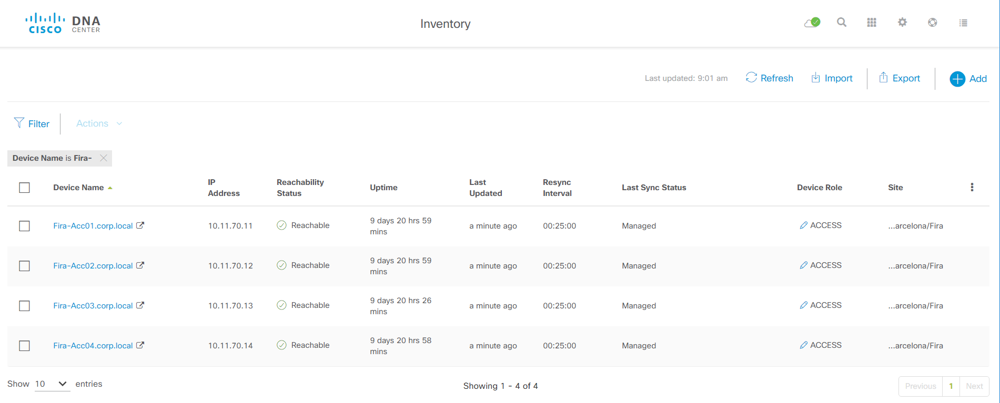 CISCO DNA CENTER
Inventory
Last updated: 9:01 am Refresh Import Export Add
Filter Actions
Device Name is Fira-
Device Name IP Address Reachability Status Uptime Last Updated Resync Interval Last Sync Status Device Role Site
Fira-Acc01.corp.local 10.11.70.11 Reachable 9 days 20 hrs 59 mins a minute ago 00:25:00 Managed ACCESS ...arcelona/Fira
Fira-Acc02.corp.local 10.11.70.12 Reachable 9 days 20 hrs 59 mins a minute ago 00:25:00 Managed ACCESS ...arcelona/Fira
Fira-Acc03.corp.local 10.11.70.13 Reachable 9 days 20 hrs 26 mins a minute ago 00:25:00 Managed ACCESS ...arcelona/Fira
Fira-Acc04.corp.local 10.11.70.14 Reachable 9 days 20 hrs 58 mins a minute ago 00:25:00 Managed ACCESS ...arcelona/Fira
Show 10 entries Showing 1 - 4 of 4 Previous 1 Next